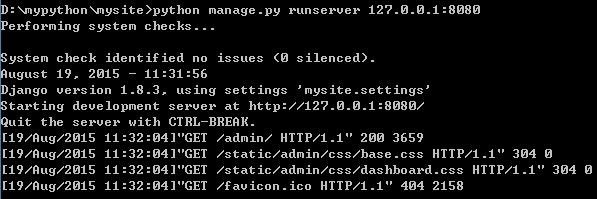 D:\mypython\mysite>python manage.py runserver 127.0.0.1:8080
Performing system checks...
System check identified no issues (0 silenced).
August 19, 2015 - 11:31:56
Django version 1.8.3, using settings 'mysite.settings'
Starting development server at http://127.0.0.1:8080/
Quit the server with CTRL-BREAK.
[19/Aug/2015 11:32:04]"GET /admin/ HTTP/1.1" 200 3659
[19/Aug/2015 11:32:04]"GET /static/admin/css/base.css HTTP/1.1" 304 0
[19/Aug/2015 11:32:04]"GET /static/admin/css/dashboard.css HTTP/1.1" 304 0
[19/Aug/2015 11:32:04]"GET /favicon.ico HTTP/1.1" 404 2158